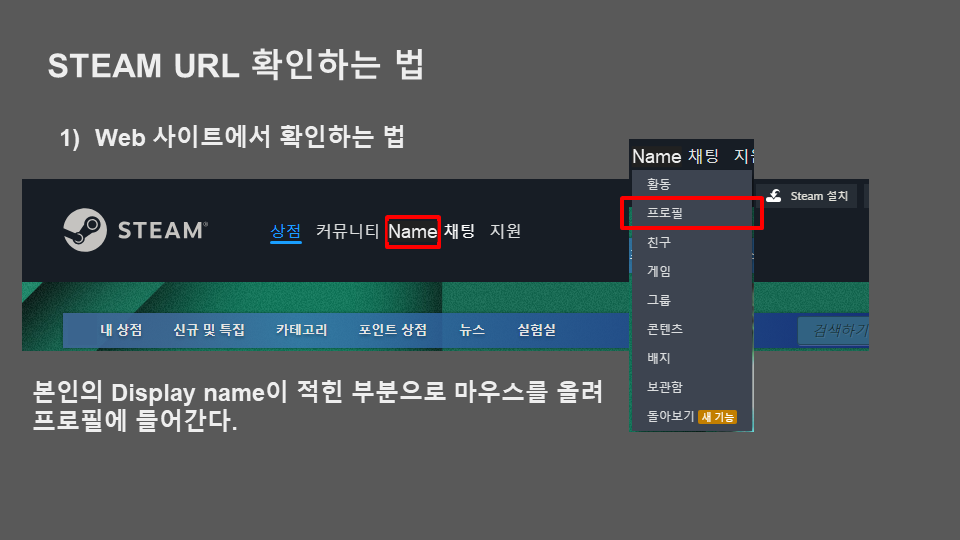 STEAM URL 확인하는 법
1) Web 사이트에서 확인하는 법
Name 채팅
활동
프로필
친구
게임
그룹
콘텐츠
배지
보관함
돌아보기 새 기능
Steam 설치
STEAM®
상점 커뮤니티 Name 채팅 지원
내 상점 신규 및 특집 카테고리 포인트 상점 뉴스 실험실
검색하기
본인의 Display name이 적힌 부분으로 마우스를 올려
프로필에 들어간다.